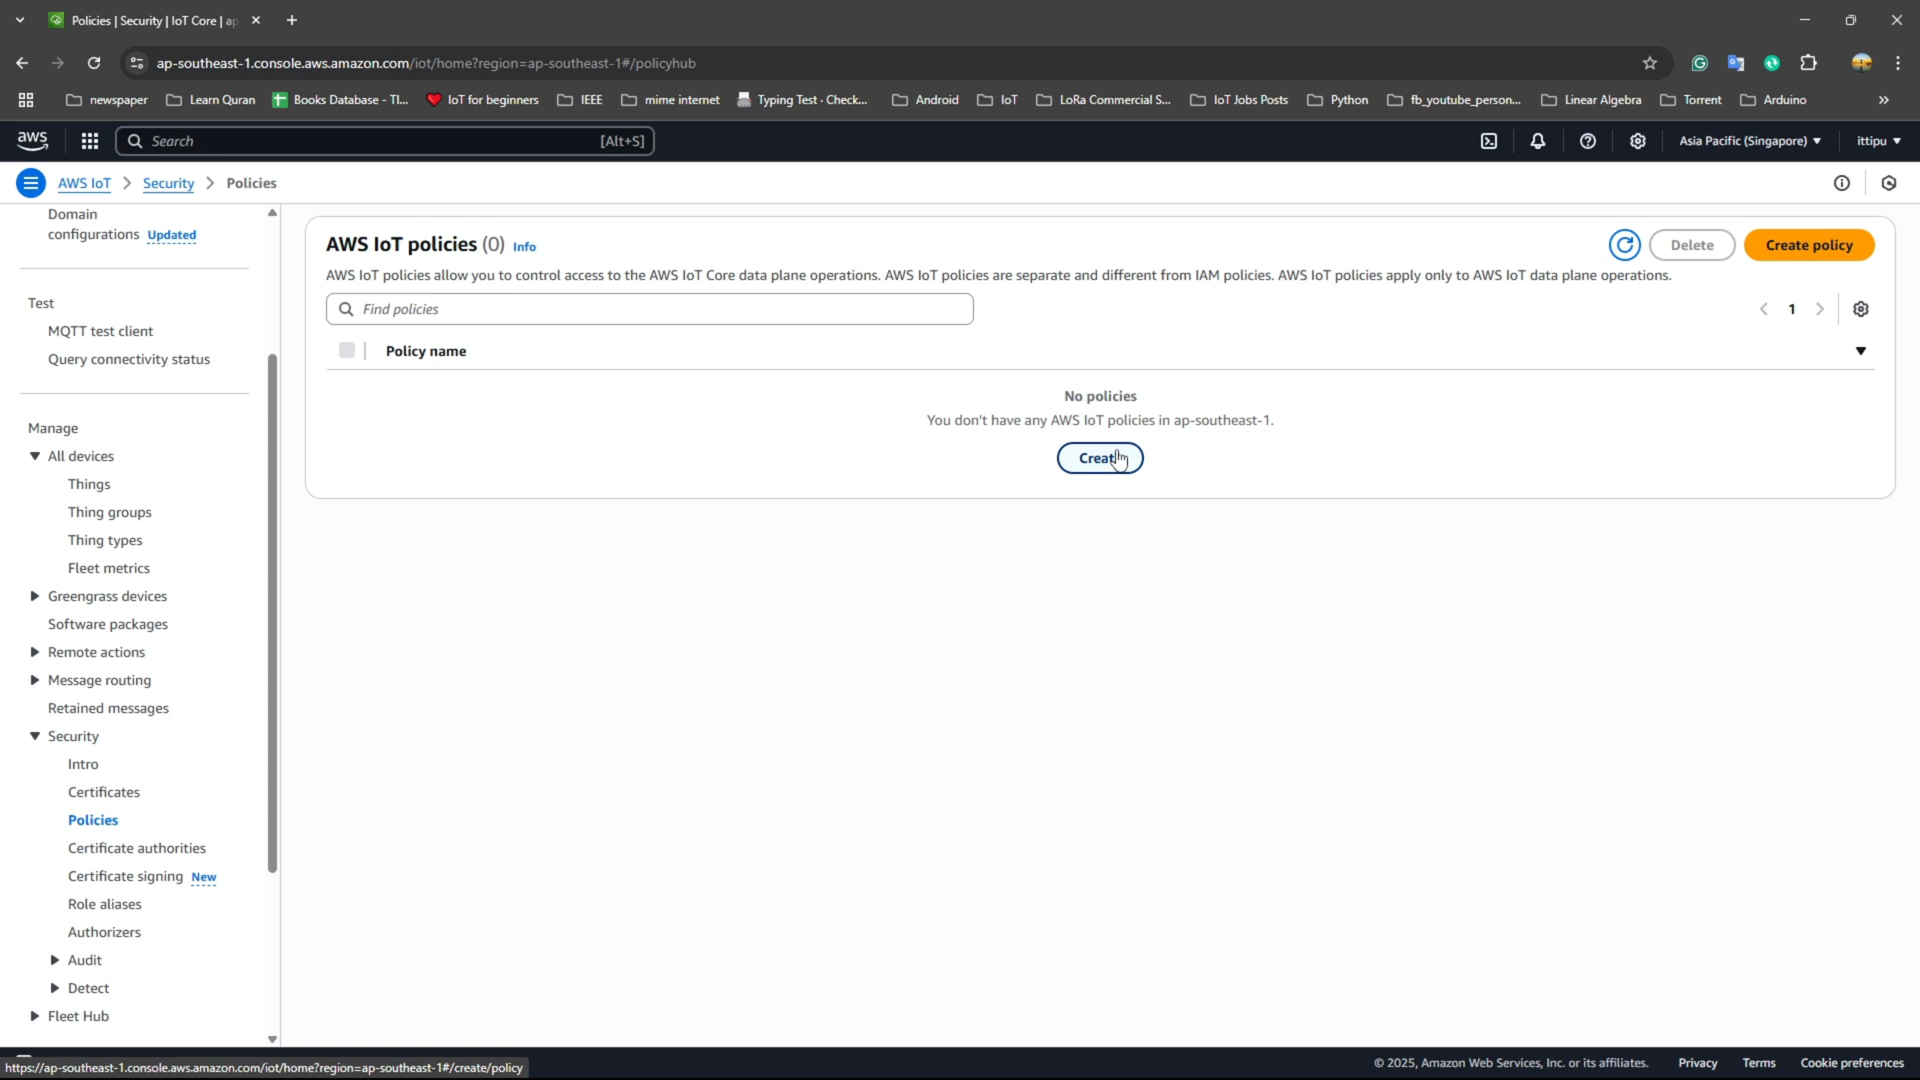 Policies | Security | IoT Core | ap
ap-southeast-1.console.aws.amazon.com/iot/home?region=ap-southeast-1#/policyhub
newspaper
Learn Quran
Books Database - Tl...
IoT for beginners
IEEE
mime internet
Typing Test · Check...
Android
IoT
LoRa Commercial S...
IoT Jobs Posts
Python
fb_youtube_person...
Linear Algebra
Torrent
Arduino
»
aws
Search
[Alt+S]
Asia Pacific (Singapore)
ittipu
AWS IoT > Security > Policies
Domain
configurations Updated
Test
MQTT test client
Query connectivity status
Manage
All devices
Things
Thing groups
Thing types
Fleet metrics
Greengrass devices
Software packages
Remote actions
Message routing
Retained messages
Security
Intro
Certificates
Policies
Certificate authorities
Certificate signing New
Role aliases
Authorizers
Audit
Detect
Fleet Hub
AWS IoT policies (0) Info
Delete
Create policy
AWS IoT policies allow you to control access to the AWS IoT Core data plane operations. AWS IoT policies are separate and different from IAM policies. AWS IoT policies apply only to AWS IoT data plane operations.
Find policies
1
Policy name
No policies
You don't have any AWS IoT policies in ap-southeast-1.
Creat
https://ap-southeast-1.console.aws.amazon.com/iot/home?region=ap-southeast-1#/create/policy
© 2025, Amazon Web Services, Inc. or its affiliates.
Privacy
Terms
Cookie preferences